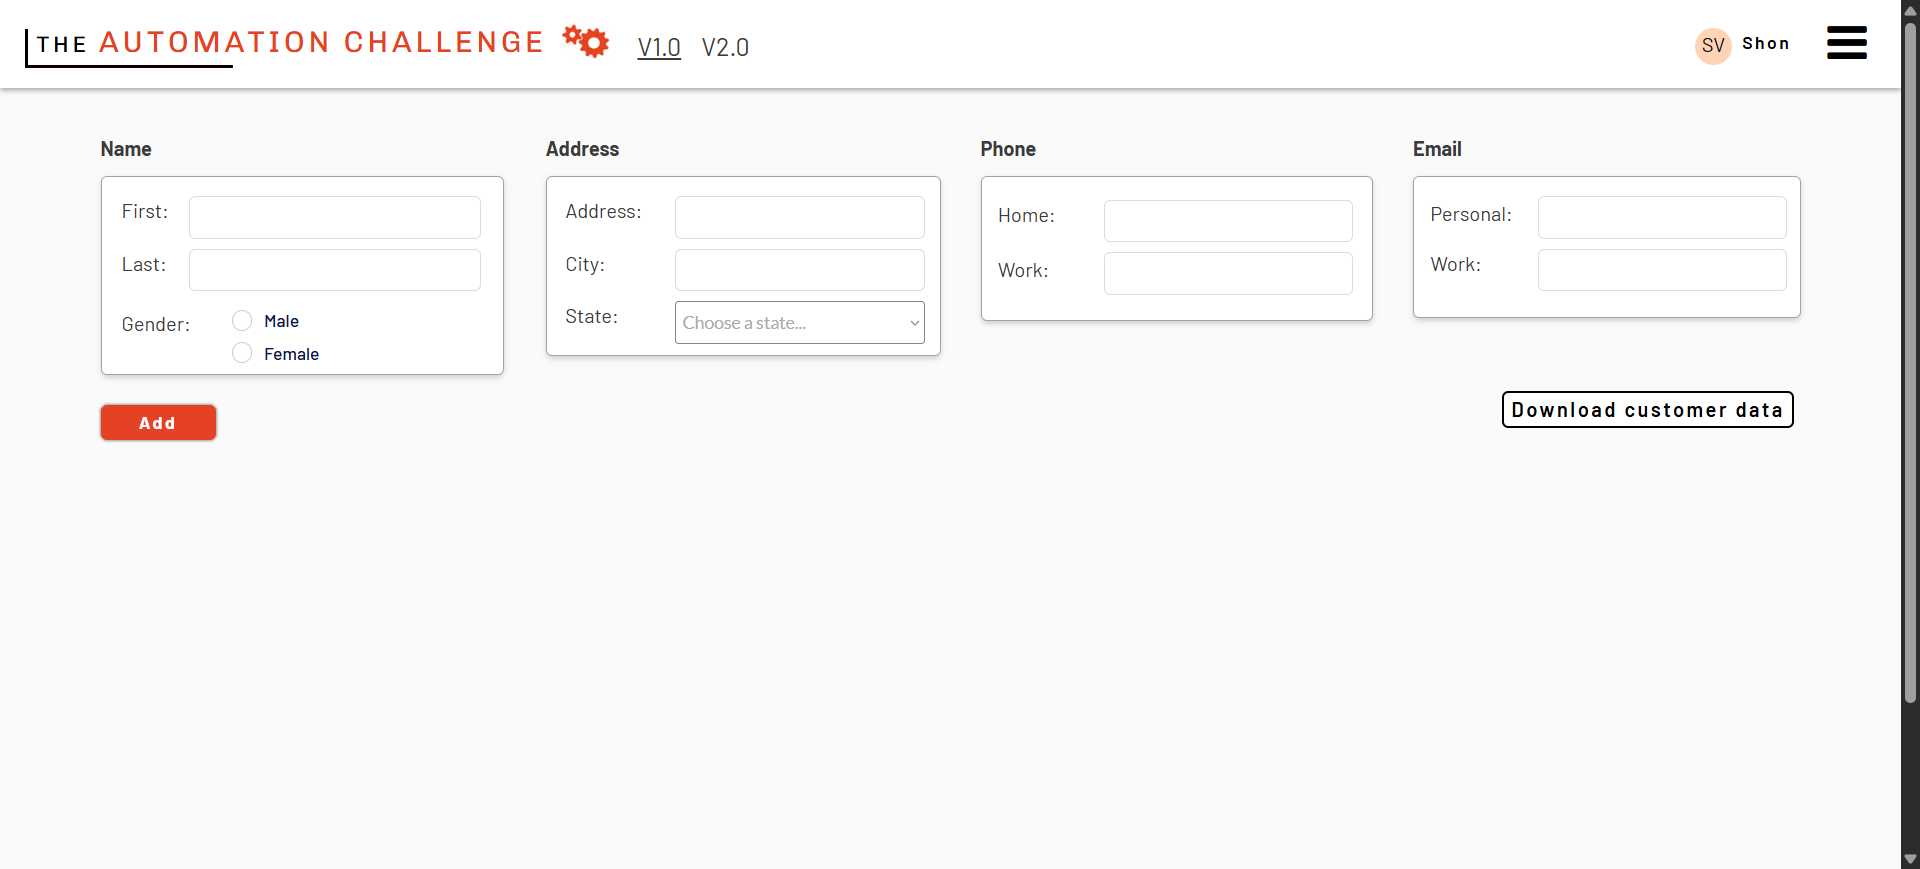 THE AUTOMATION CHALLENGE V1.0 V2.0 SV Shon
Name
First:
Last:
Gender:
Male
Female
Address
Address:
City:
State:
Choose a state...
Phone
Home:
Work:
Email
Personal:
Work:
Add
Download customer data